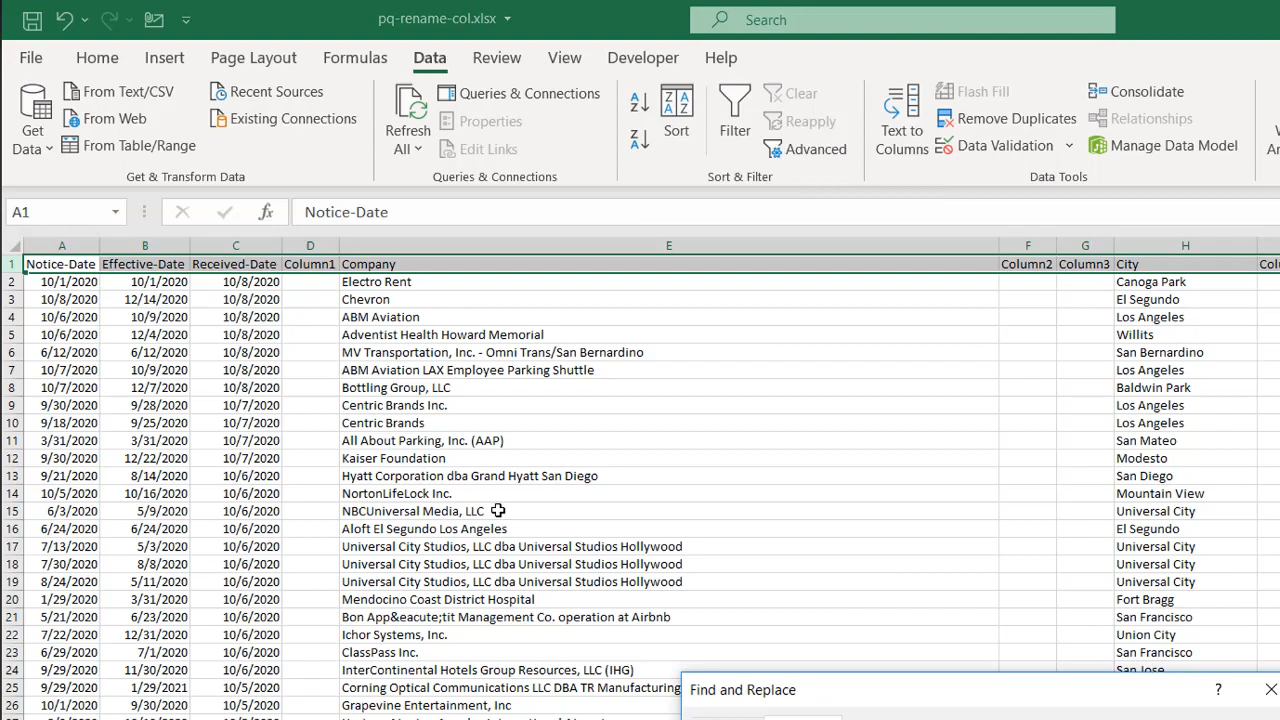 pq-rename-col.xlsx
Search
File Home Insert Page Layout Formulas Data Review View Developer Help
Get Data
From Text/CSV
From Web
From Table/Range
Recent Sources
Existing Connections
Get & Transform Data
Refresh All
Queries & Connections
Properties
Edit Links
Queries & Connections
Sort
Filter
Clear
Reapply
Advanced
Sort & Filter
Text to Columns
Flash Fill
Remove Duplicates
Data Validation
Consolidate
Relationships
Manage Data Model
Data Tools
A1 fx Notice-Date
A B C D E F G H
1 Notice-Date Effective-Date Received-Date Column1 Company Column2 Column3 City
2 10/1/2020 10/1/2020 10/8/2020 Electro Rent Canoga Park
3 10/8/2020 12/14/2020 10/8/2020 Chevron El Segundo
4 10/6/2020 10/9/2020 10/8/2020 ABM Aviation Los Angeles
5 10/6/2020 12/4/2020 10/8/2020 Adventist Health Howard Memorial Willits
6 6/12/2020 6/12/2020 10/8/2020 MV Transportation, Inc. - Omni Trans/San Bernardino San Bernardino
7 10/7/2020 10/9/2020 10/8/2020 ABM Aviation LAX Employee Parking Shuttle Los Angeles
8 10/7/2020 12/7/2020 10/8/2020 Bottling Group, LLC Baldwin Park
9 9/30/2020 9/28/2020 10/7/2020 Centric Brands Inc. Los Angeles
10 9/18/2020 9/25/2020 10/7/2020 Centric Brands Los Angeles
11 3/31/2020 3/31/2020 10/7/2020 All About Parking, Inc. (AAP) San Mateo
12 9/30/2020 12/22/2020 10/7/2020 Kaiser Foundation Modesto
13 9/21/2020 8/14/2020 10/6/2020 Hyatt Corporation dba Grand Hyatt San Diego San Diego
14 10/5/2020 10/16/2020 10/6/2020 NortonLifeLock Inc. Mountain View
15 6/3/2020 5/9/2020 10/6/2020 NBCUniversal Media, LLC Universal City
16 6/24/2020 6/24/2020 10/6/2020 Aloft El Segundo Los Angeles El Segundo
17 7/13/2020 5/3/2020 10/6/2020 Universal City Studios, LLC dba Universal Studios Hollywood Universal City
18 7/30/2020 8/8/2020 10/6/2020 Universal City Studios, LLC dba Universal Studios Hollywood Universal City
19 8/24/2020 5/11/2020 10/6/2020 Universal City Studios, LLC dba Universal Studios Hollywood Universal City
20 1/29/2020 3/31/2020 10/6/2020 Mendocino Coast District Hospital Fort Bragg
21 5/21/2020 6/23/2020 10/6/2020 Bon App&eacute;tit Management Co. operation at Airbnb San Francisco
22 7/22/2020 12/31/2020 10/6/2020 Ichor Systems, Inc. Union City
23 6/29/2020 7/1/2020 10/6/2020 ClassPass Inc. San Francisco
24 9/29/2020 11/30/2020 10/6/2020 InterContinental Hotels Group Resources, LLC (IHG) San Jose
25 9/29/2020 1/29/2021 10/5/2020 Corning Optical Communications LLC DBA TR Manufacturing
26 10/1/2020 9/30/2020 10/5/2020 Grapevine Entertainment, Inc
Find and Replace ?